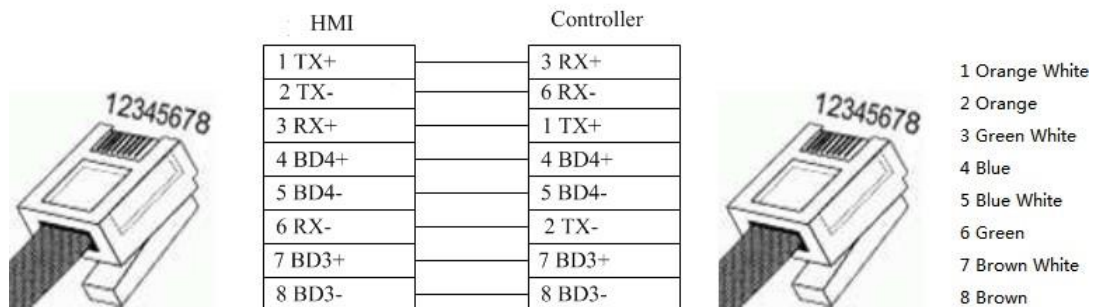 HMI Controller
1 TX+ 3 RX+
2 TX- 6 RX-
3 RX+ 1 TX+
4 BD4+ 4 BD4+
5 BD4- 5 BD4-
6 RX- 2 TX-
7 BD3+ 7 BD3+
8 BD3- 8 BD3-
12345678
12345678
1 Orange White
2 Orange
3 Green White
4 Blue
5 Blue White
6 Green
7 Brown White
8 Brown